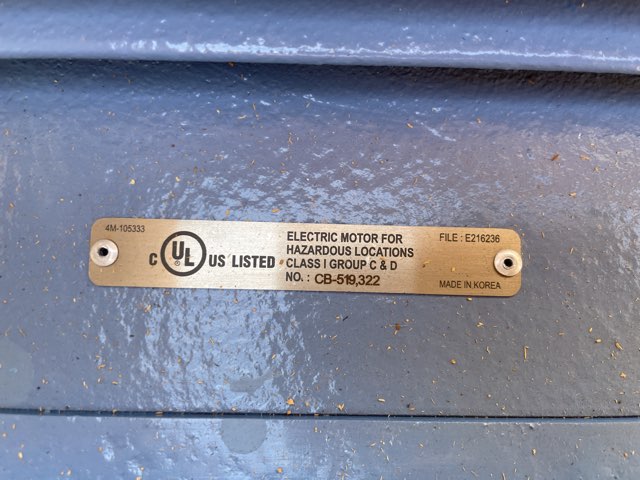 4M-105333
C UL ® US LISTED
ELECTRIC MOTOR FOR
HAZARDOUS LOCATIONS
CLASS I GROUP C & D
NO. : CB-519,322
FILE : E216236
MADE IN KOREA